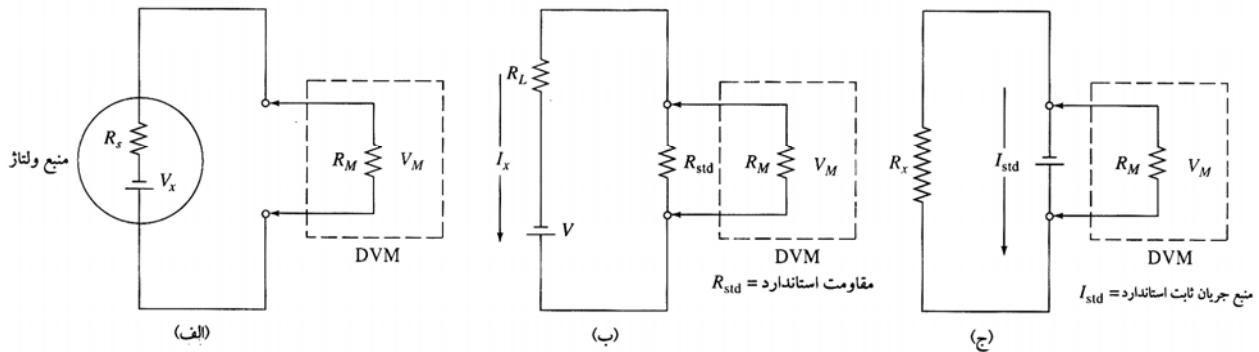 منبع ولتاژ
R_s
V_x
R_M
V_M
DVM
(الف)
I_x
R_L
V
R_std
R_M
V_M
DVM
R_std = مقاومت استاندارد
(ب)
R_x
I_std
R_M
V_M
DVM
I_std = منبع جریان ثابت استاندارد
(ج)